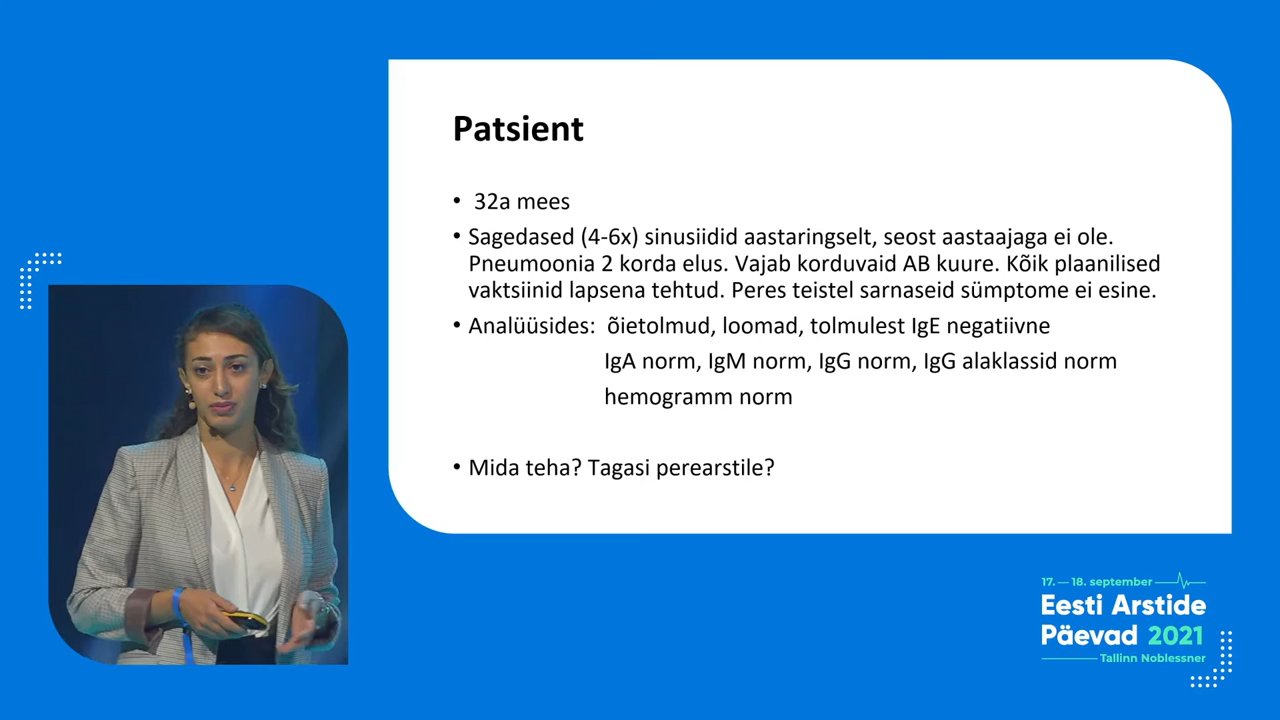 Patsient
• 32a mees
• Sagedased (4-6x) sinusiidid aastaringselt, seost aastaajaga ei ole.
Pneumoonia 2 korda elus. Vajab korduvaid AB kuure. Kõik plaanilised
vaktsiinid lapsena tehtud. Peres teistel sarnaseid sümptome ei esine.
• Analüüsides: õietolmud, loomad, tolmulest IgE negatiivne
IgA norm, IgM norm, IgG norm, IgG alaklassid norm
hemogramm norm
• Mida teha? Tagasi perearstile?
17. — 18. september
Eesti Arstide
Päevad 2021
Tallinn Noblessner